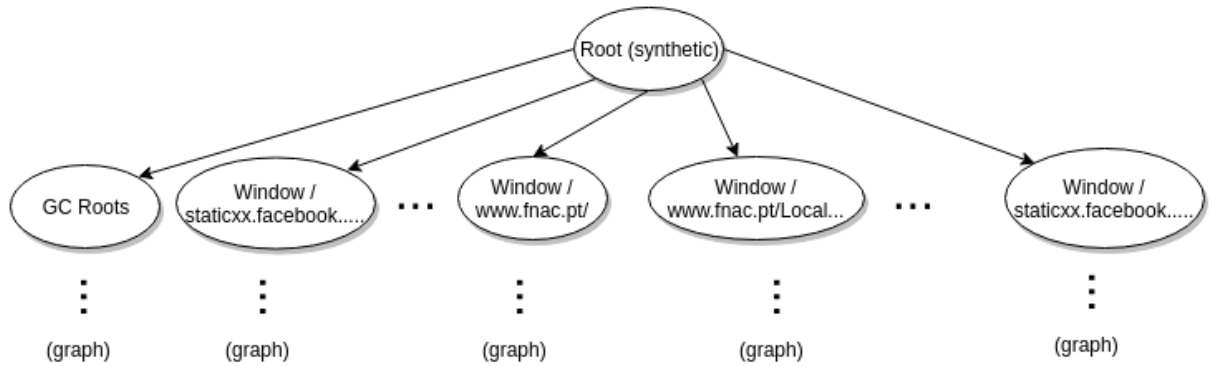 Root (synthetic)
GC Roots
Window /
staticxx.facebook.....
...
Window /
www.fnac.pt/
Window /
www.fnac.pt/Local...
...
Window /
staticxx.facebook.....
(graph)
(graph)
(graph)
(graph)
(graph)